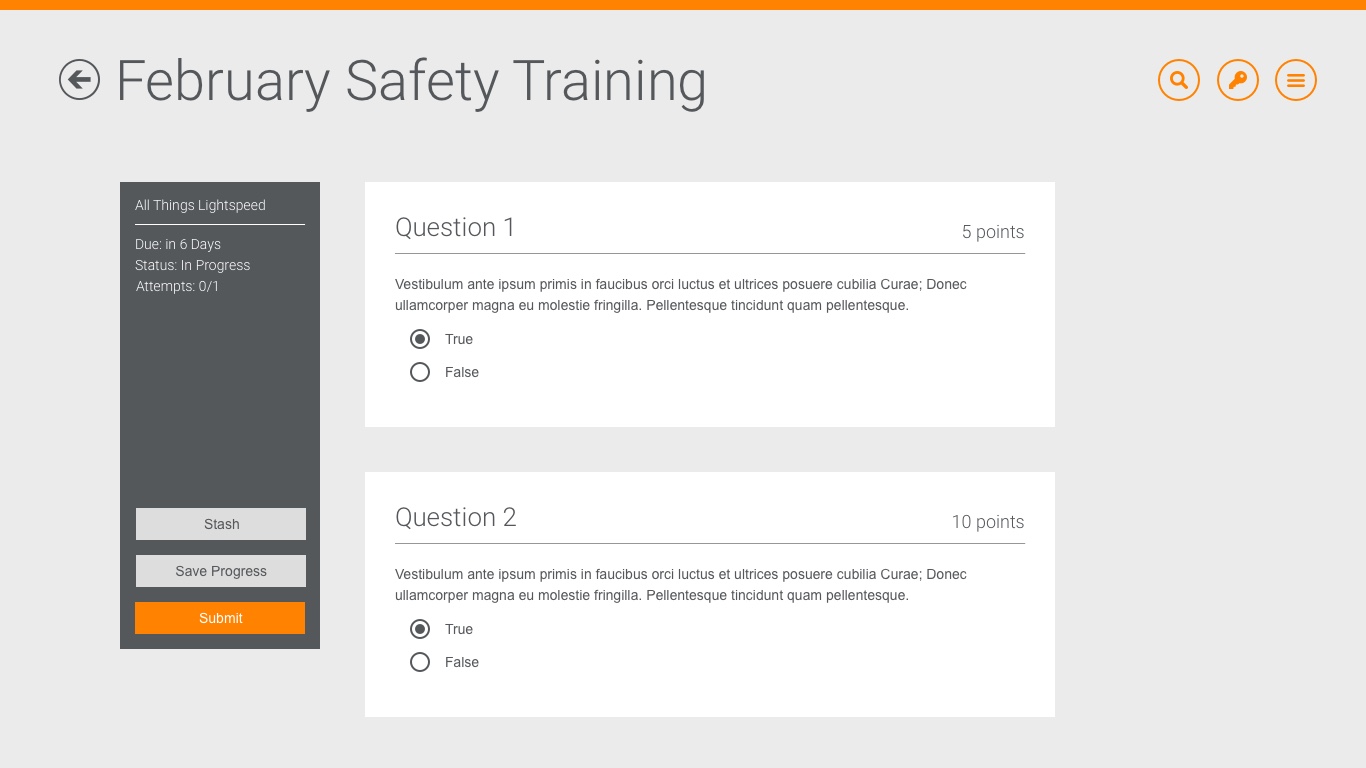 February Safety Training
All Things Lightspeed
Due: in 6 Days
Status: In Progress
Attempts: 0/1
Stash
Save Progress
Submit
Question 1
5 points
Vestibulum ante ipsum primis in faucibus orci luctus et ultrices posuere cubilia Curae; Donec
ullamcorper magna eu molestie fringilla. Pellentesque tincidunt quam pellentesque.
True
False
Question 2
10 points
Vestibulum ante ipsum primis in faucibus orci luctus et ultrices posuere cubilia Curae; Donec
ullamcorper magna eu molestie fringilla. Pellentesque tincidunt quam pellentesque.
True
False